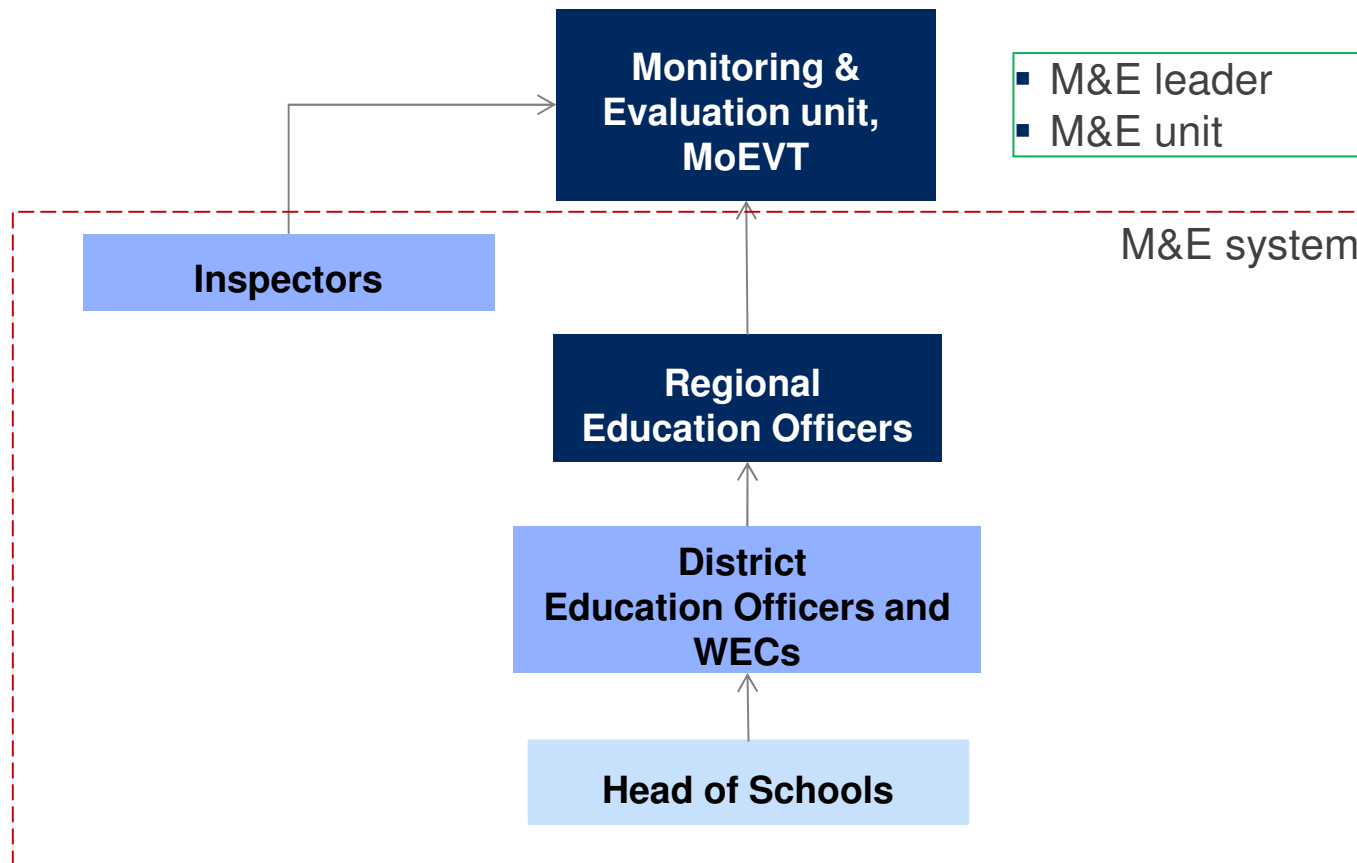 Monitoring &
Evaluation unit,
MoEVT
▪ M&E leader
▪ M&E unit
M&E system
Inspectors
Regional
Education Officers
District
Education Officers and
WECs
Head of Schools